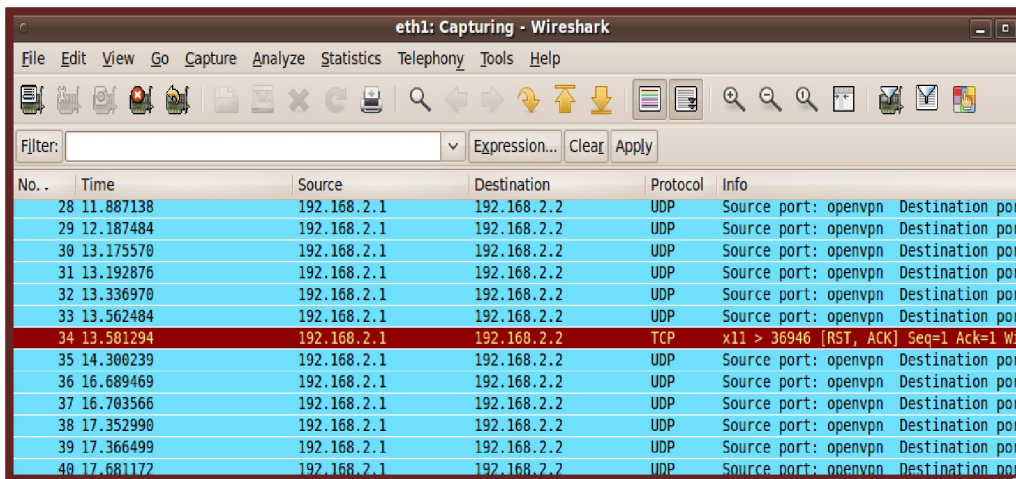 eth1: Capturing - Wireshark
File Edit View Go Capture Analyze Statistics Telephony Tools Help
Filter: Expression... Clear Apply
No. . Time Source Destination Protocol Info
28 11.887138 192.168.2.1 192.168.2.2 UDP Source port: openvpn Destination por
29 12.187484 192.168.2.1 192.168.2.2 UDP Source port: openvpn Destination por
30 13.175570 192.168.2.1 192.168.2.2 UDP Source port: openvpn Destination por
31 13.192876 192.168.2.1 192.168.2.2 UDP Source port: openvpn Destination por
32 13.336970 192.168.2.1 192.168.2.2 UDP Source port: openvpn Destination por
33 13.562484 192.168.2.1 192.168.2.2 UDP Source port: openvpn Destination por
34 13.581294 192.168.2.1 192.168.2.2 TCP x11 > 36946 [RST, ACK] Seq=1 Ack=1 Wi
35 14.300239 192.168.2.1 192.168.2.2 UDP Source port: openvpn Destination por
36 16.689469 192.168.2.1 192.168.2.2 UDP Source port: openvpn Destination por
37 16.703566 192.168.2.1 192.168.2.2 UDP Source port: openvpn Destination por
38 17.352990 192.168.2.1 192.168.2.2 UDP Source port: openvpn Destination por
39 17.366499 192.168.2.1 192.168.2.2 UDP Source port: openvpn Destination por
40 17.681172 192.168.2.1 192.168.2.2 UDP Source port: openvpn Destination por